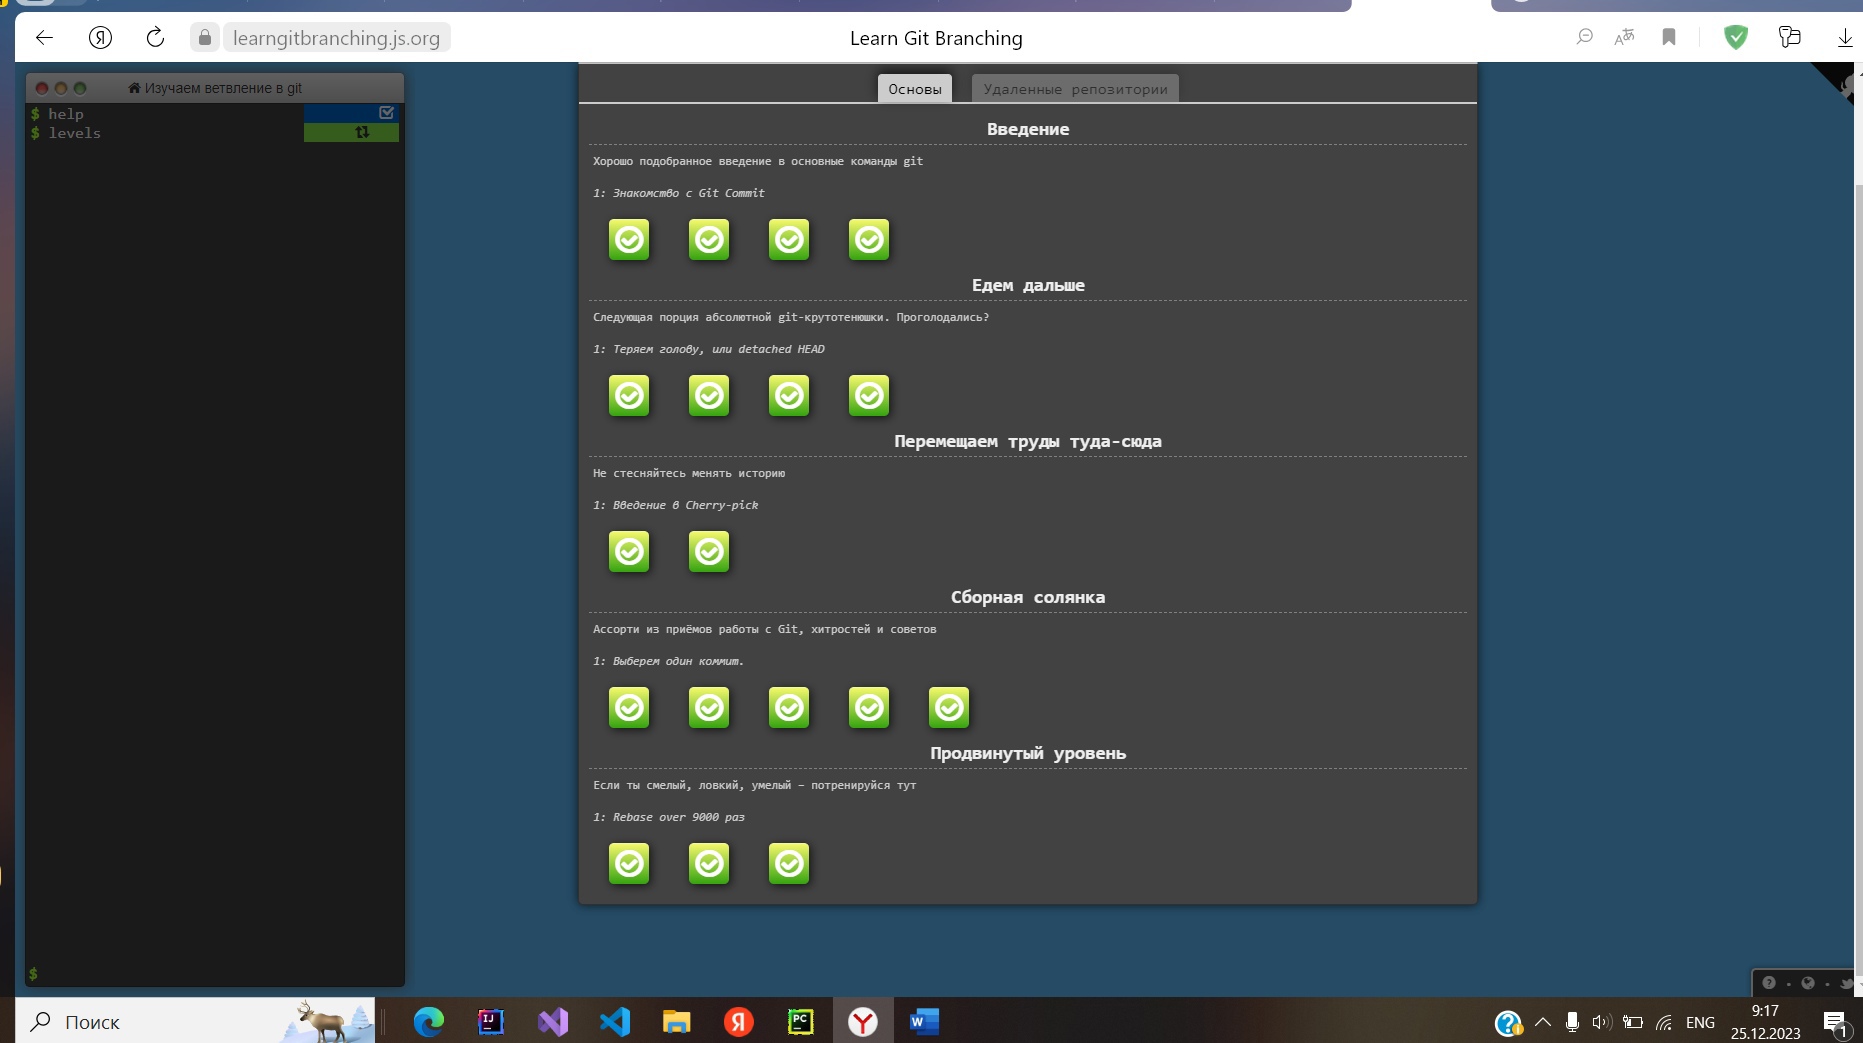 learngitbranching.js.org
Learn Git Branching
Изучаем ветвление в git
$ help
$ levels
$
Основы
Удаленные репозитории
Введение
Хорошо подобранное введение в основные команды git
1: Знакомство с Git Commit
Едем дальше
Следующая порция абсолютной git-крутотенюшки. Проголодались?
1: Теряем голову, или detached HEAD
Перемещаем труды туда-сюда
Не стесняйтесь менять историю
1: Введение в Cherry-pick
Сборная солянка
Ассорти из приёмов работы с Git, хитростей и советов
1: Выберем один коммит.
Продвинутый уровень
Если ты смелый, ловкий, умелый – потренируйся тут
1: Rebase over 9000 раз
Поиск
ENG
9:17
25.12.2023
1